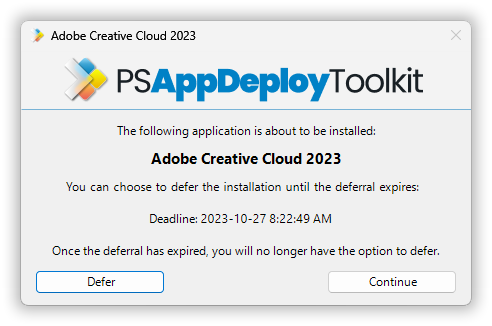 Adobe Creative Cloud 2023
PSAppDeployToolkit
The following application is about to be installed:
Adobe Creative Cloud 2023
You can choose to defer the installation until the deferral expires:
Deadline: 2023-10-27 8:22:49 AM
Once the deferral has expired, you will no longer have the option to defer.
Defer Continue